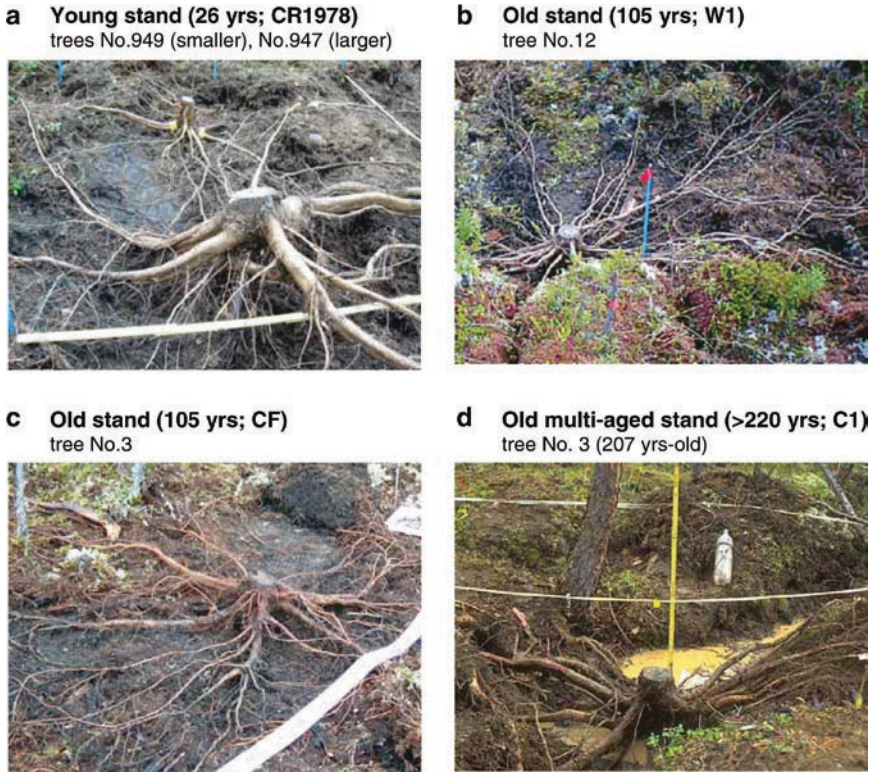 a Young stand (26 yrs; CR1978)
trees No.949 (smaller), No.947 (larger)
b Old stand (105 yrs; W1)
tree No.12
c Old stand (105 yrs; CF)
tree No.3
d Old multi-aged stand (>220 yrs; C1)
tree No. 3 (207 yrs-old)